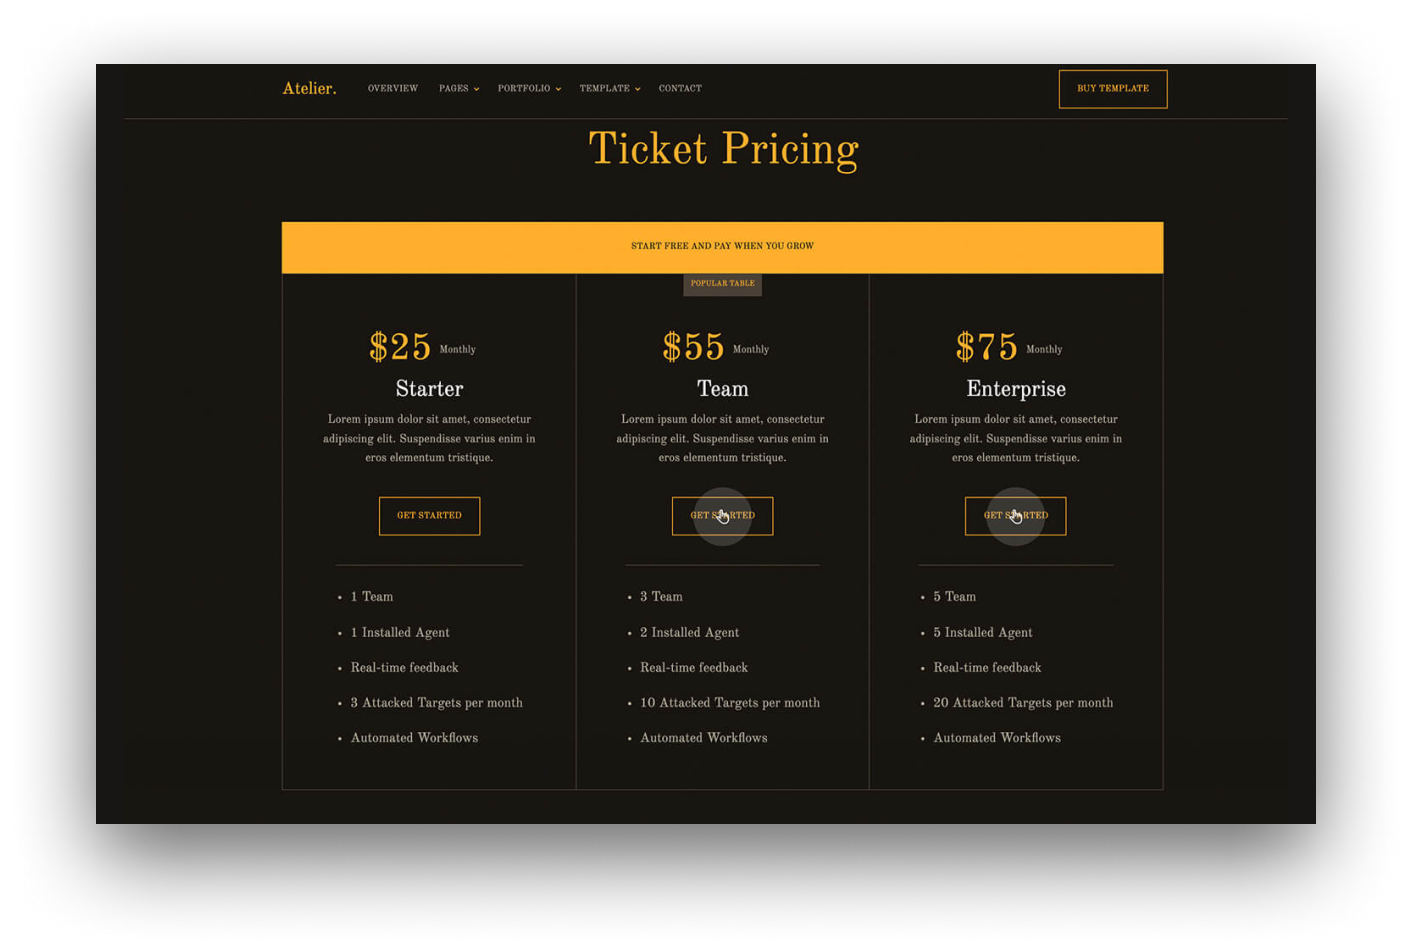 Atelier. OVERVIEW PAGES PORTFOLIO TEMPLATE CONTACT BUY TEMPLATE
Ticket Pricing
START FREE AND PAY WHEN YOU GROW
POPULAR TABLE
$25 Monthly
Starter
Lorem ipsum dolor sit amet, consectetur
adipiscing elit. Suspendisse varius enim in
eros elementum tristique.
GET STARTED
• 1 Team
• 1 Installed Agent
• Real-time feedback
• 3 Attacked Targets per month
• Automated Workflows
$55 Monthly
Team
Lorem ipsum dolor sit amet, consectetur
adipiscing elit. Suspendisse varius enim in
eros elementum tristique.
GET STARTED
• 3 Team
• 2 Installed Agent
• Real-time feedback
• 10 Attacked Targets per month
• Automated Workflows
$75 Monthly
Enterprise
Lorem ipsum dolor sit amet, consectetur
adipiscing elit. Suspendisse varius enim in
eros elementum tristique.
GET STARTED
• 5 Team
• 5 Installed Agent
• Real-time feedback
• 20 Attacked Targets per month
• Automated Workflows